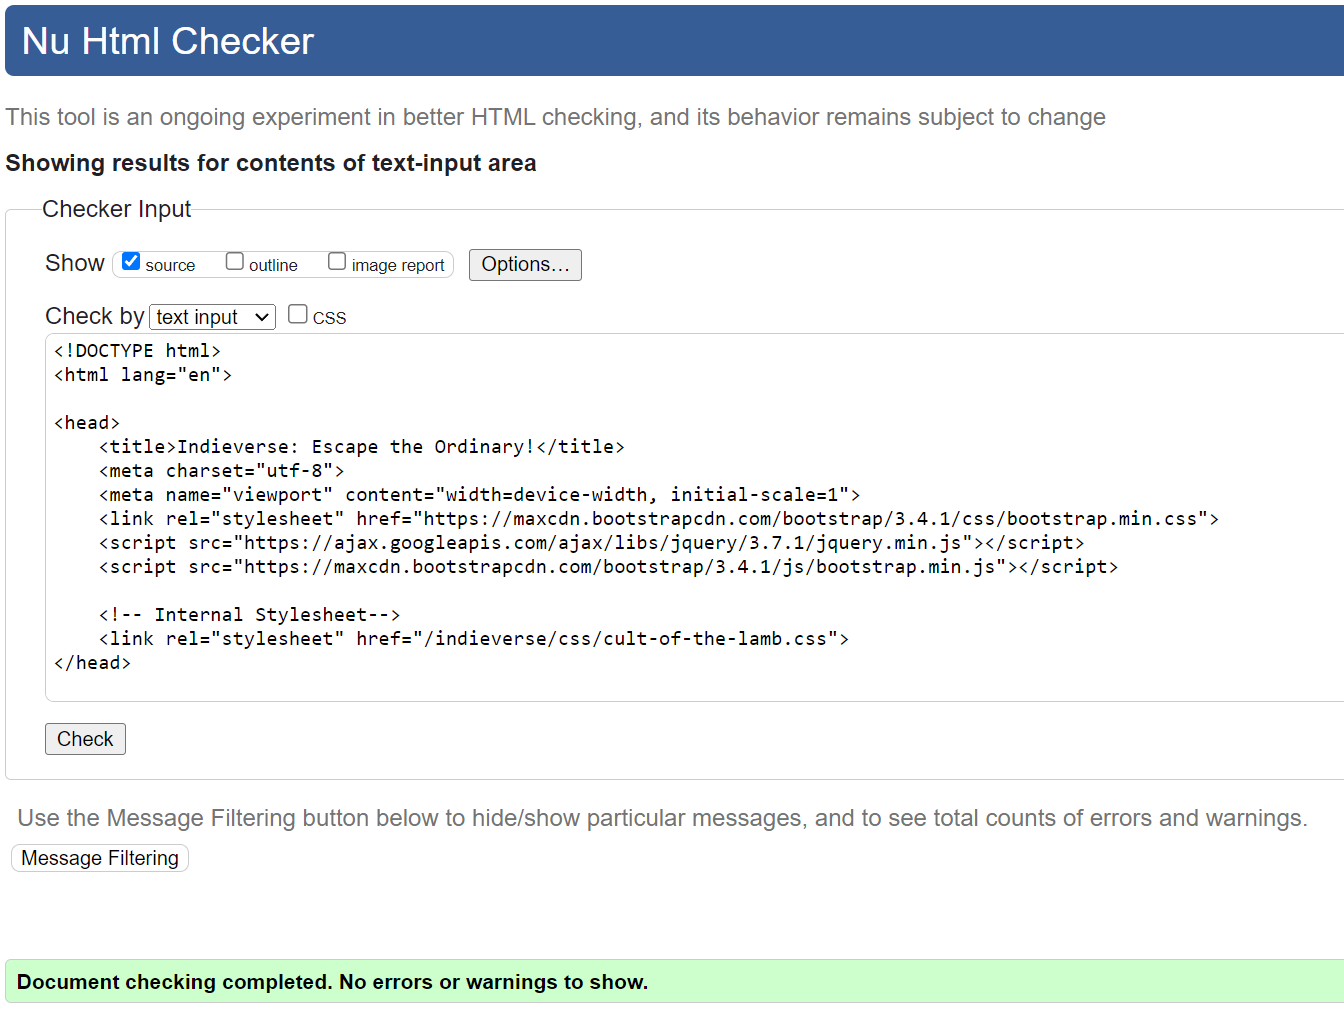 Nu Html Checker
This tool is an ongoing experiment in better HTML checking, and its behavior remains subject to change
Showing results for contents of text-input area
Checker Input
Show source outline image report Options...
Check by text input CSS
<!DOCTYPE html>
<html lang="en">
<head>
    <title>Indieverse: Escape the Ordinary!</title>
    <meta charset="utf-8">
    <meta name="viewport" content="width=device-width, initial-scale=1">
    <link rel="stylesheet" href="https://maxcdn.bootstrapcdn.com/bootstrap/3.4.1/css/bootstrap.min.css">
    <script src="https://ajax.googleapis.com/ajax/libs/jquery/3.7.1/jquery.min.js"></script>
    <script src="https://maxcdn.bootstrapcdn.com/bootstrap/3.4.1/js/bootstrap.min.js"></script>
    <!-- Internal Stylesheet-->
    <link rel="stylesheet" href="/indieverse/css/cult-of-the-lamb.css">
</head>
Check
Use the Message Filtering button below to hide/show particular messages, and to see total counts of errors and warnings.
Message Filtering
Document checking completed. No errors or warnings to show.